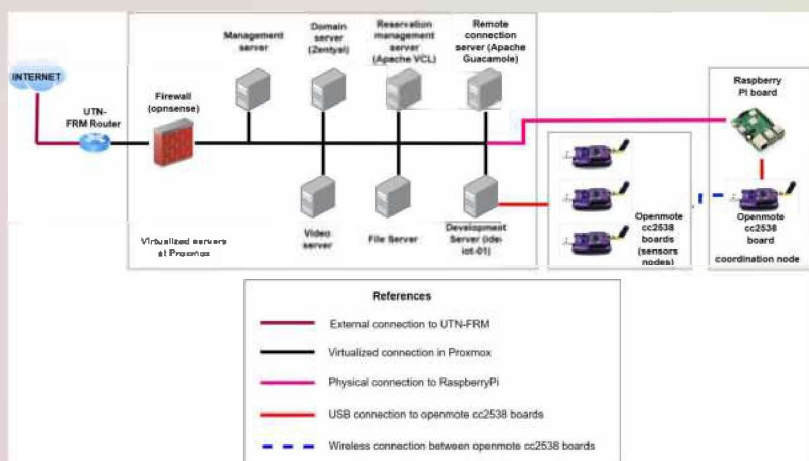 Management
server
Domain
server
(Zentyal)
Reservation
management
server
(Apache VCL)
Remote
connection
server (Apache
Guacamole)
INTERNET
UTN-
FRM Router
Firewall
(opnsense)
Raspberry
PI board
Video
server
File Server
Development
Server (ide-
iot-01)
Virtualized servers
at Proxmox
Openmote
cc2538
boards
(sensors
nodes)
Openmote
cc2538
board
coordination node
References
External connection to UTN-FRM
Virtualized connection in Proxmox
Physical connection to RaspberryPi
USB connection to openmote cc2538 boards
Wireless connection between openmote cc2538 boards